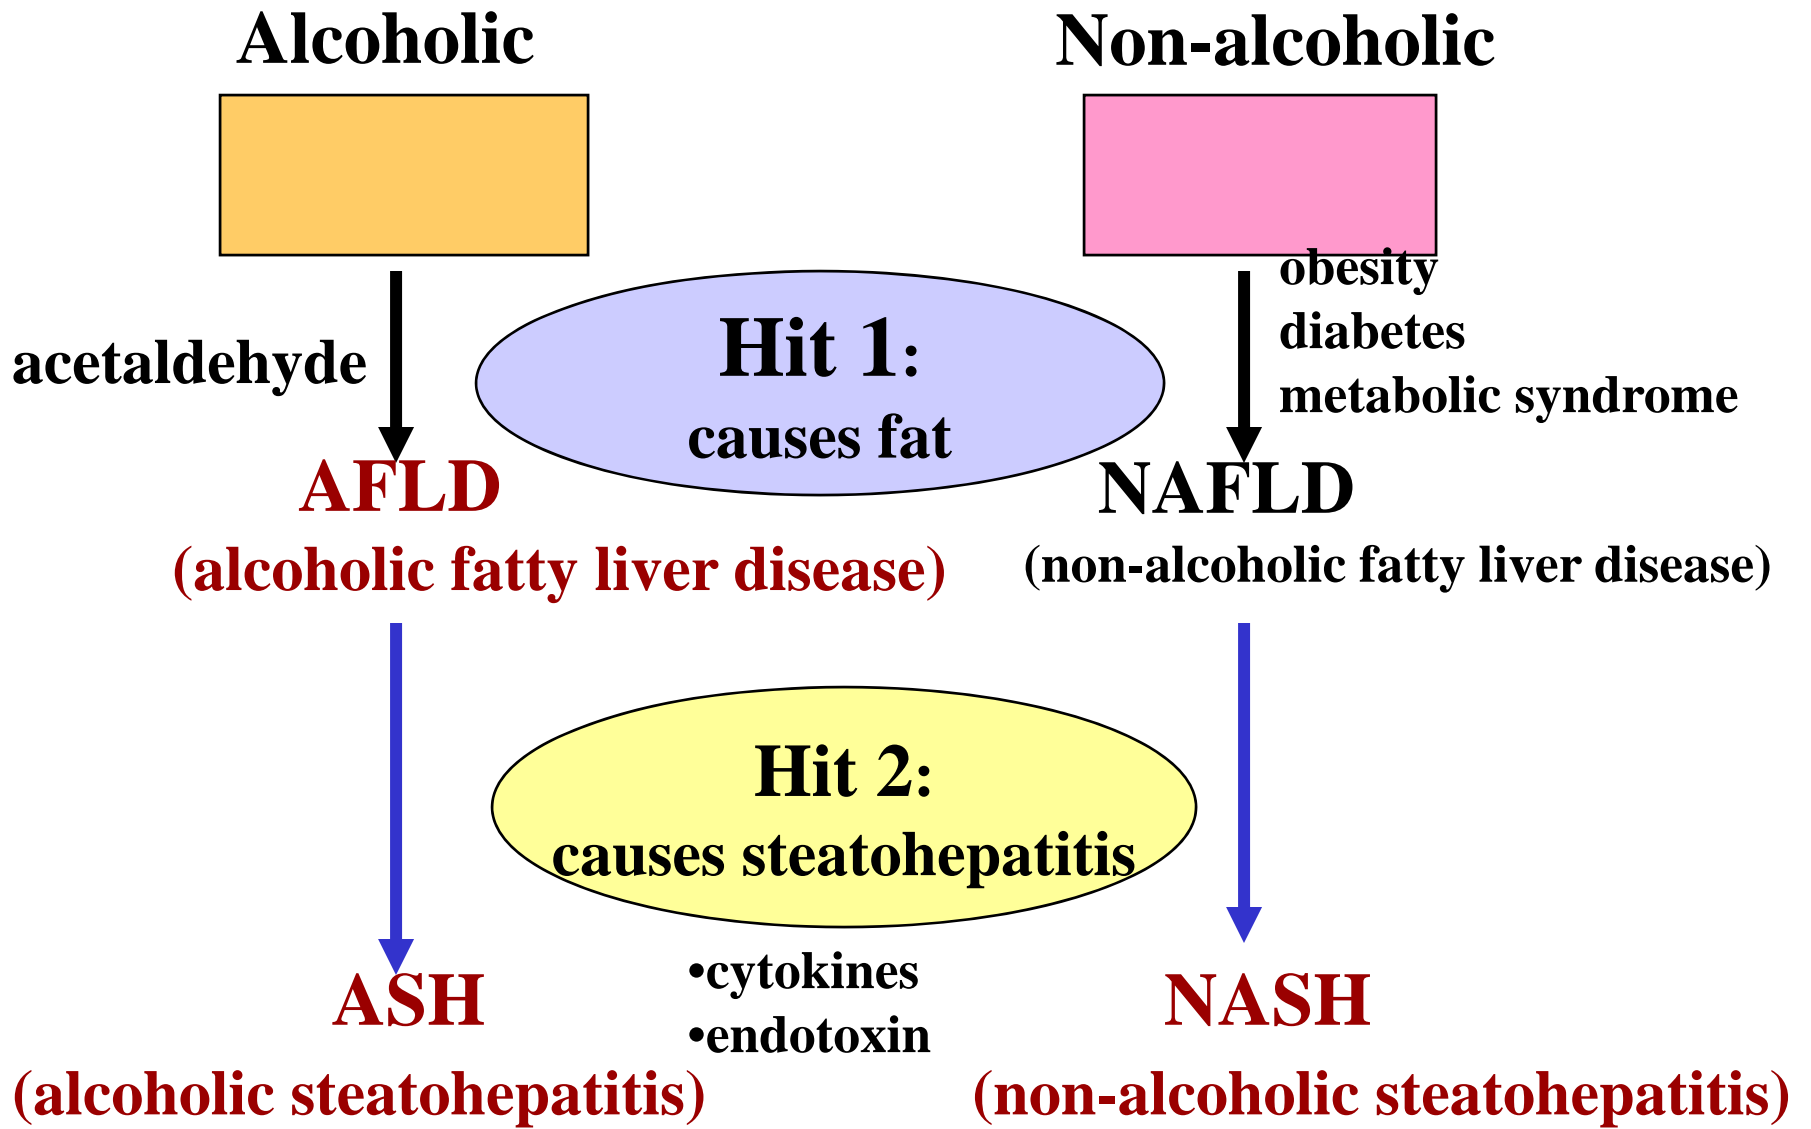 Alcoholic
Non-alcoholic
acetaldehyde
Hit 1:
causes fat
obesity
diabetes
metabolic syndrome
AFLD
(alcoholic fatty liver disease)
NAFLD
(non-alcoholic fatty liver disease)
Hit 2:
causes steatohepatitis
•cytokines
•endotoxin
ASH
(alcoholic steatohepatitis)
NASH
(non-alcoholic steatohepatitis)